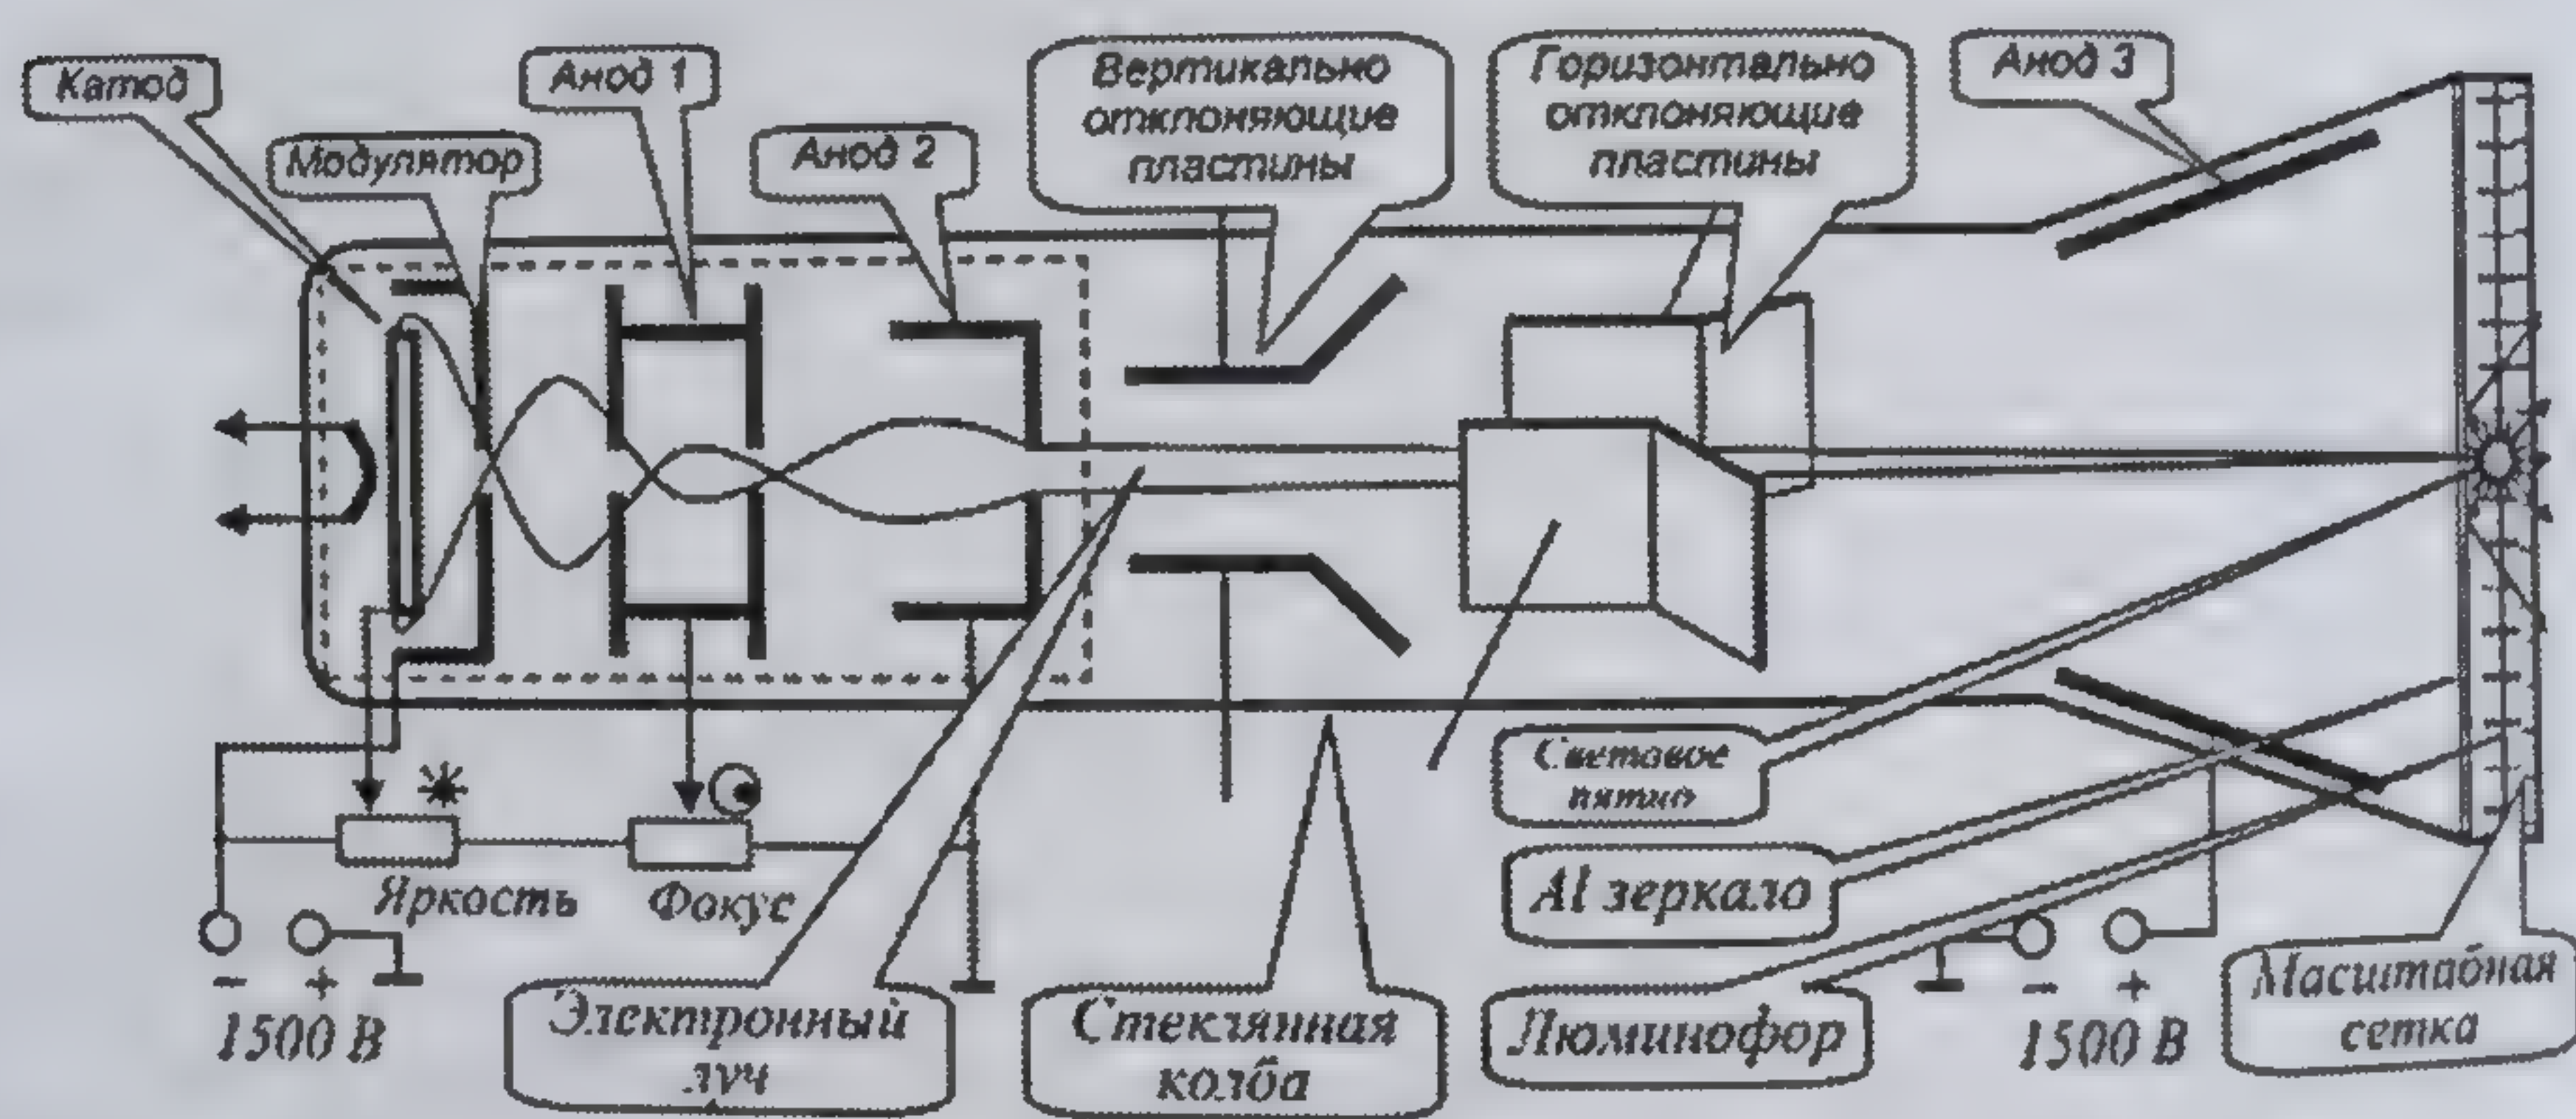 Катод
Модулятор
Анод 1
Анод 2
Вертикально
отклоняющие
пластины
Горизонтально
отклоняющие
пластины
Анод 3
Яркость
Фокус
- +
1500 В
Электронный
луч
Стеклянная
колба
Световое
пятно
Al зеркало
Люминофор
- +
1500 В
Масштабная
сетка